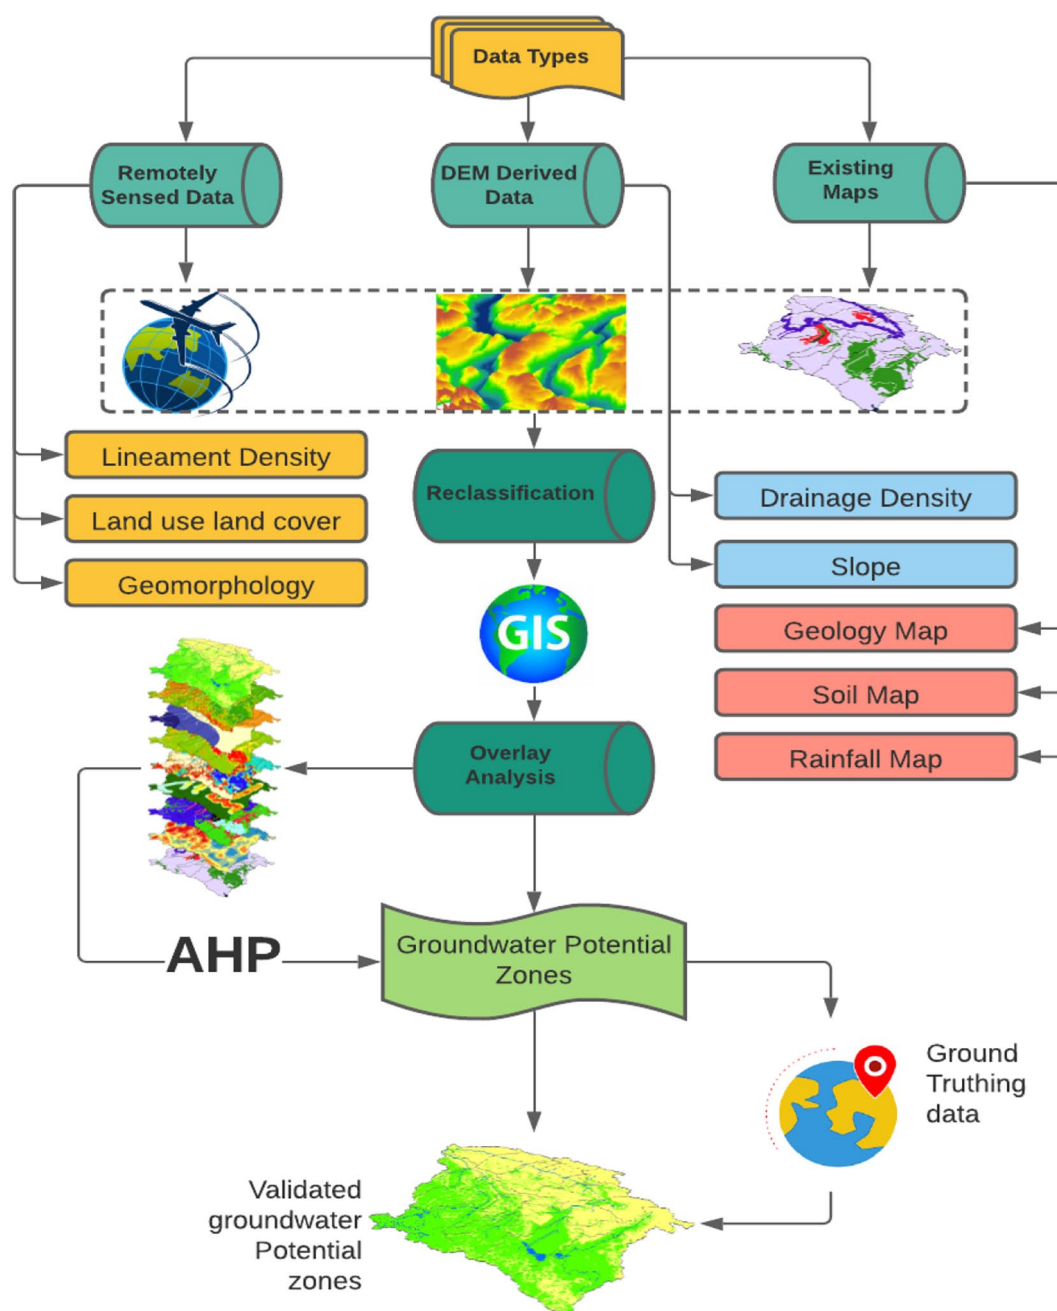 Data Types
Remotely
Sensed Data
DEM Derived
Data
Existing
Maps
Lineament Density
Land use land cover
Geomorphology
Reclassification
Drainage Density
Slope
Geology Map
Soil Map
Rainfall Map
GIS
Overlay
Analysis
AHP
Groundwater Potential
Zones
Ground
Truthing
data
Validated
groundwater
Potential
zones